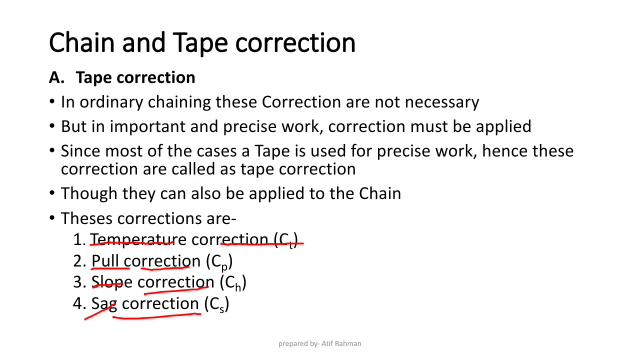 Chain and Tape correction
A. Tape correction
• In ordinary chaining these Correction are not necessary
• But in important and precise work, correction must be applied
• Since most of the cases a Tape is used for precise work, hence these
correction are called as tape correction
• Though they can also be applied to the Chain
• Theses corrections are-
1. Temperature correction (Ct)
2. Pull correction (Cp)
3. Slope correction (Ch)
4. Sag correction (Cs)
prepared by- Atif Rahman